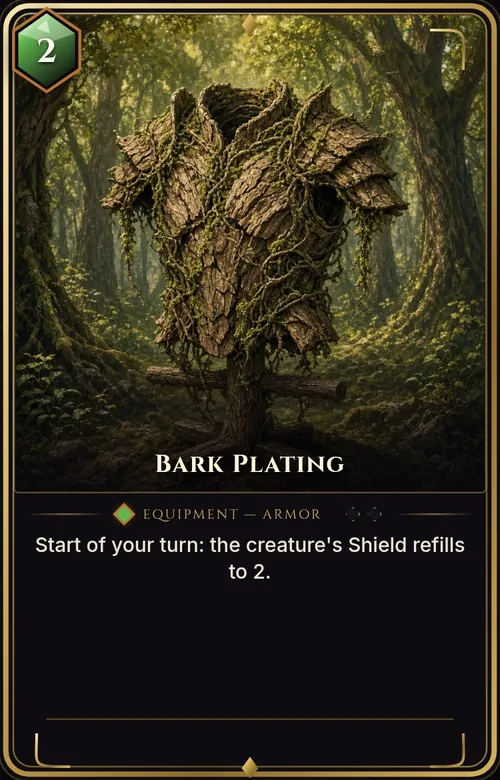 2
Bark Plating
EQUIPMENT — ARMOR
Start of your turn: the creature's Shield refills
to 2.